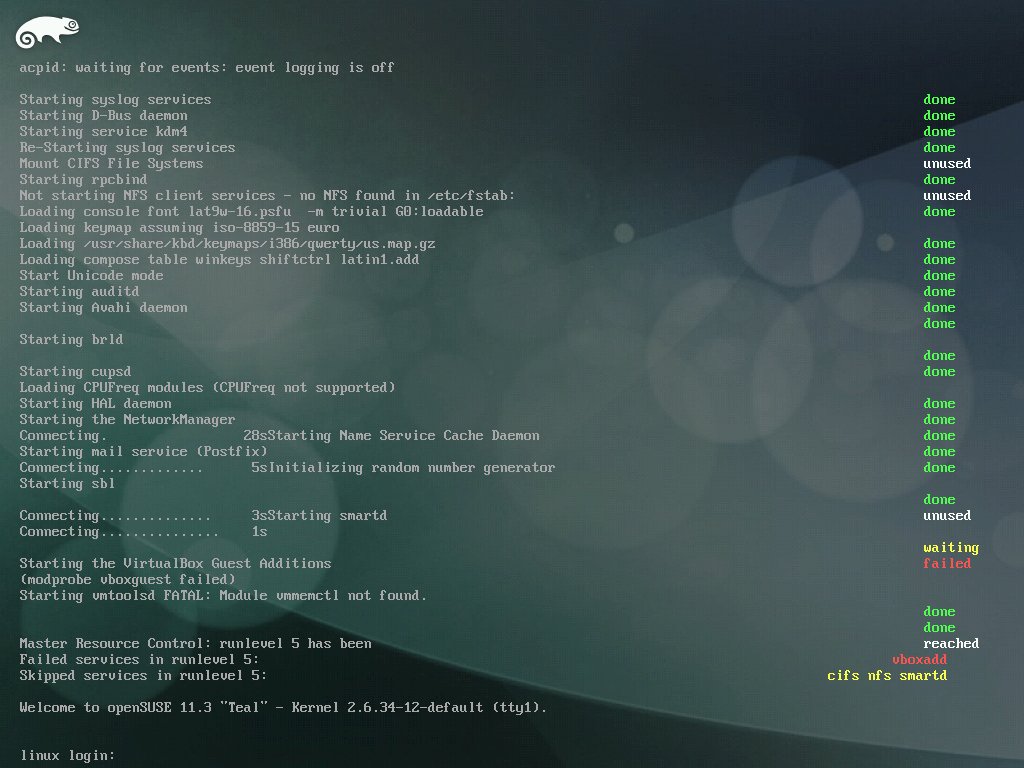 acpid: waiting for events: event logging is off
Starting syslog services done
Starting D-Bus daemon done
Starting service kdm4 done
Re-Starting syslog services done
Mount CIFS File Systems unused
Starting rpcbind done
Not starting NFS client services - no NFS found in /etc/fstab: unused
Loading console font lat9w-16.psfu  -m trivial G0:loadable done
Loading keymap assuming iso-8859-15 euro
Loading /usr/share/kbd/keymaps/i386/qwerty/us.map.gz done
Loading compose table winkeys shiftctrl latin1.add done
Start Unicode mode done
Starting auditd done
Starting Avahi daemon done
done
Starting brld
done
Starting cupsd done
Loading CPUFreq modules (CPUFreq not supported)
Starting HAL daemon done
Starting the NetworkManager done
Connecting. 28sStarting Name Service Cache Daemon done
Starting mail service (Postfix) done
Connecting............. 5sInitializing random number generator done
Starting sbl
done
Connecting.............. 3sStarting smartd unused
Connecting............... 1s
waiting
Starting the VirtualBox Guest Additions failed
(modprobe vboxguest failed)
Starting vmtoolsd FATAL: Module vmmemctl not found.
done
done
Master Resource Control: runlevel 5 has been reached
Failed services in runlevel 5: vboxadd
Skipped services in runlevel 5: cifs nfs smartd
Welcome to openSUSE 11.3 "Teal" - Kernel 2.6.34-12-default (tty1).
linux login: